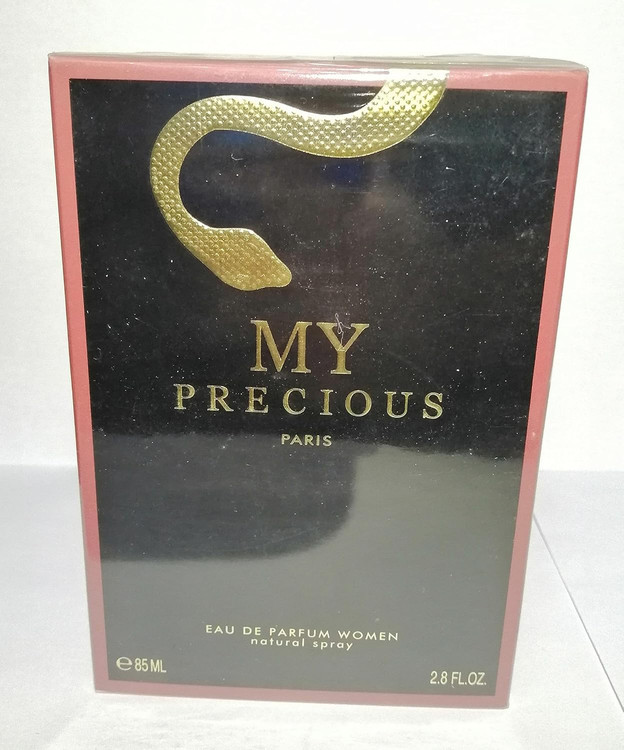 MY
PRECIOUS
PARIS
EAU DE PARFUM WOMEN
natural spray
℮ 85 ML
2.8 FL.OZ.